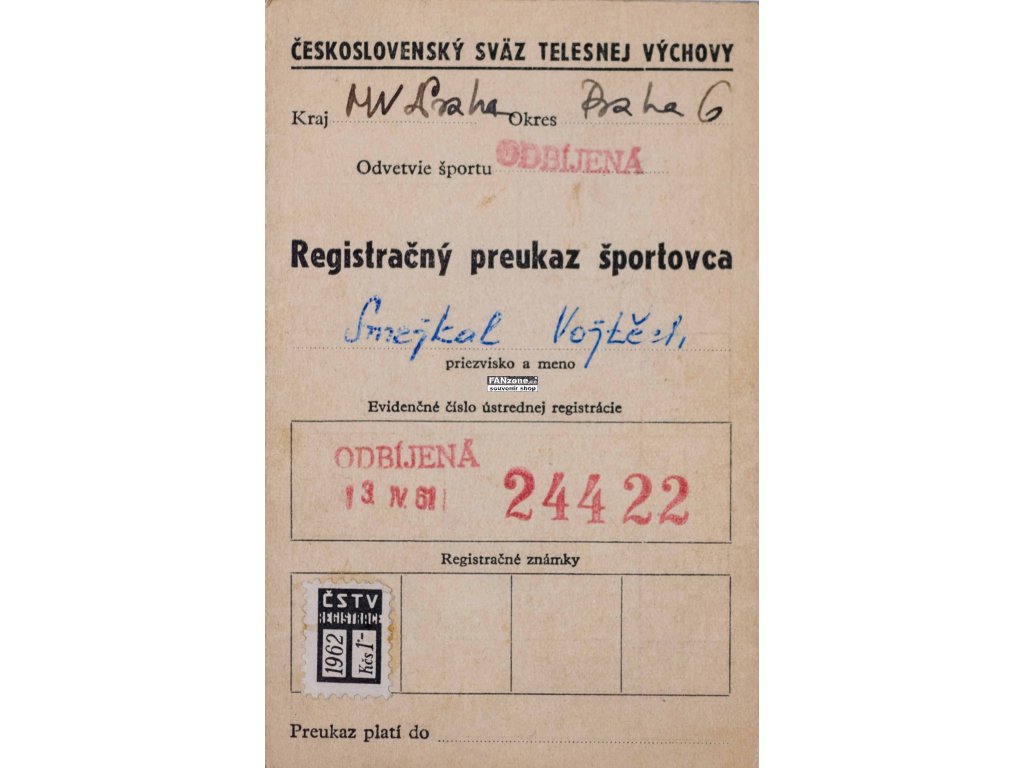 ČESKOSLOVENSKÝ SVÄZ TELESNEJ VÝCHOVY
Kraj Praha Okres Praha 6
Odvetvie športu ODBÍJENÁ
Registračný preukaz športovca
Smejkal Vojtěch
priezvisko a meno
FANzone.cz
souvenir shop
Evidenčné číslo ústrednej registrácie
ODBÍJENÁ
13 IV. 61
24422
Registračné známky
ČSTV
REGISTRACE
1962 Kčs 1·-
Preukaz platí do